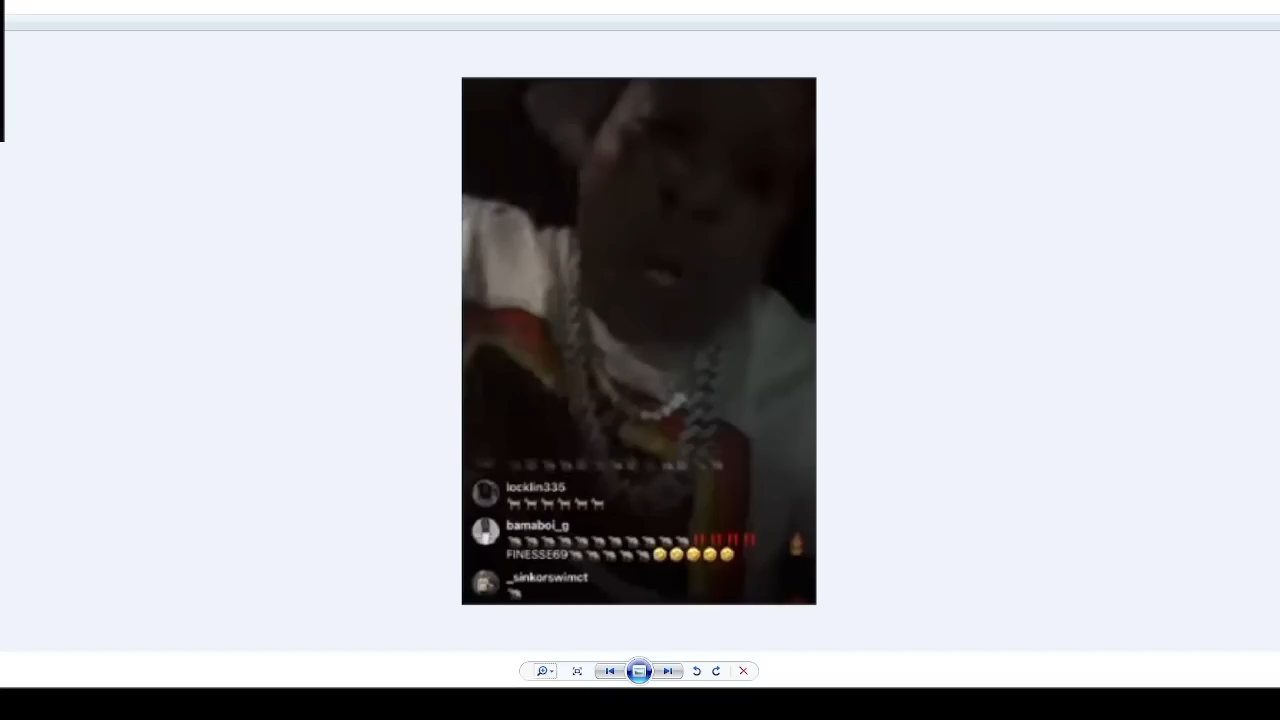 locklin335
🐐🐐🐐🐐🐐🐐
bamaboi_g
🐀🐀🐀🐀🐀🐀🐀🐀🐀🐀🐀‼️‼️
FINESSE69🐀🐀🐀🐀🐀🤣🤣🤣🤣🤣
_sinkorswimct
🐀